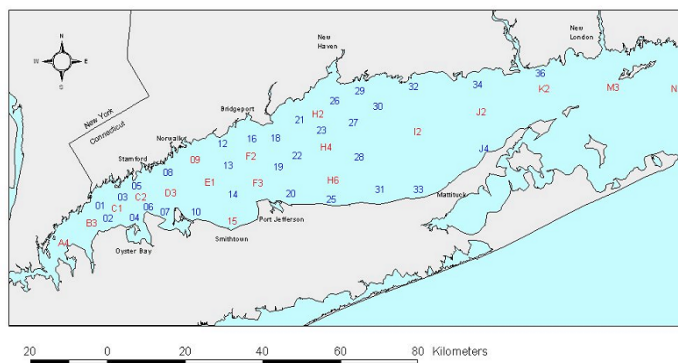 New
London
New
Haven
N
W E
S
36
34
32
29
K2
M3
N
26
30
J2
H2
21
27
Bridgeport
New York
Connecticut
23
I2
16
18
Norwalk
12
H4
J4
22
28
F2
09
Stamford
13
19
08
H6
E1
F3
05
31
33
Mattituck
D3
03
C2
14
20
25
01
C1
06
07
10
02
04
15
Port Jefferson
B3
Smithtown
A4
Oyster Bay
20 0 20 40 60 80 Kilometers